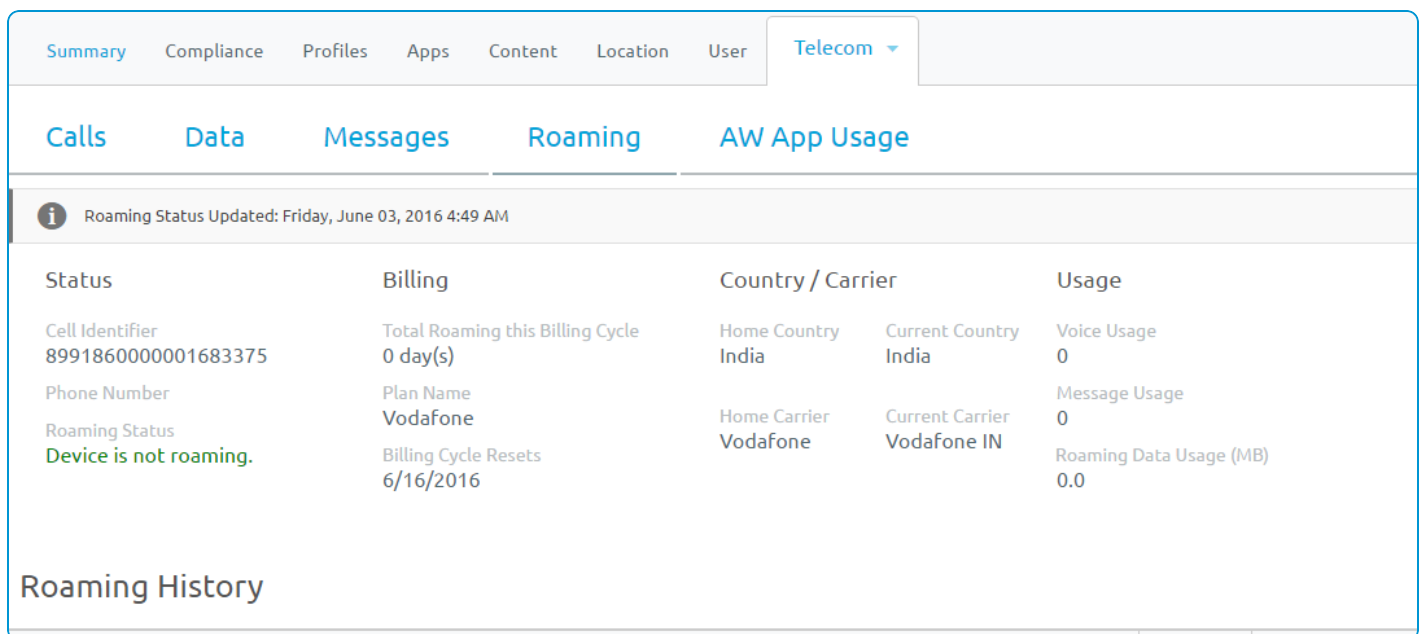 Summary Compliance Profiles Apps Content Location User Telecom
Calls Data Messages Roaming AW App Usage
Roaming Status Updated: Friday, June 03, 2016 4:49 AM
Status
Cell Identifier
8991860000001683375
Phone Number
Roaming Status
Device is not roaming.
Billing
Total Roaming this Billing Cycle
0 day(s)
Plan Name
Vodafone
Billing Cycle Resets
6/16/2016
Country / Carrier
Home Country Current Country
India India
Home Carrier Current Carrier
Vodafone Vodafone IN
Usage
Voice Usage
0
Message Usage
0
Roaming Data Usage (MB)
0.0
Roaming History